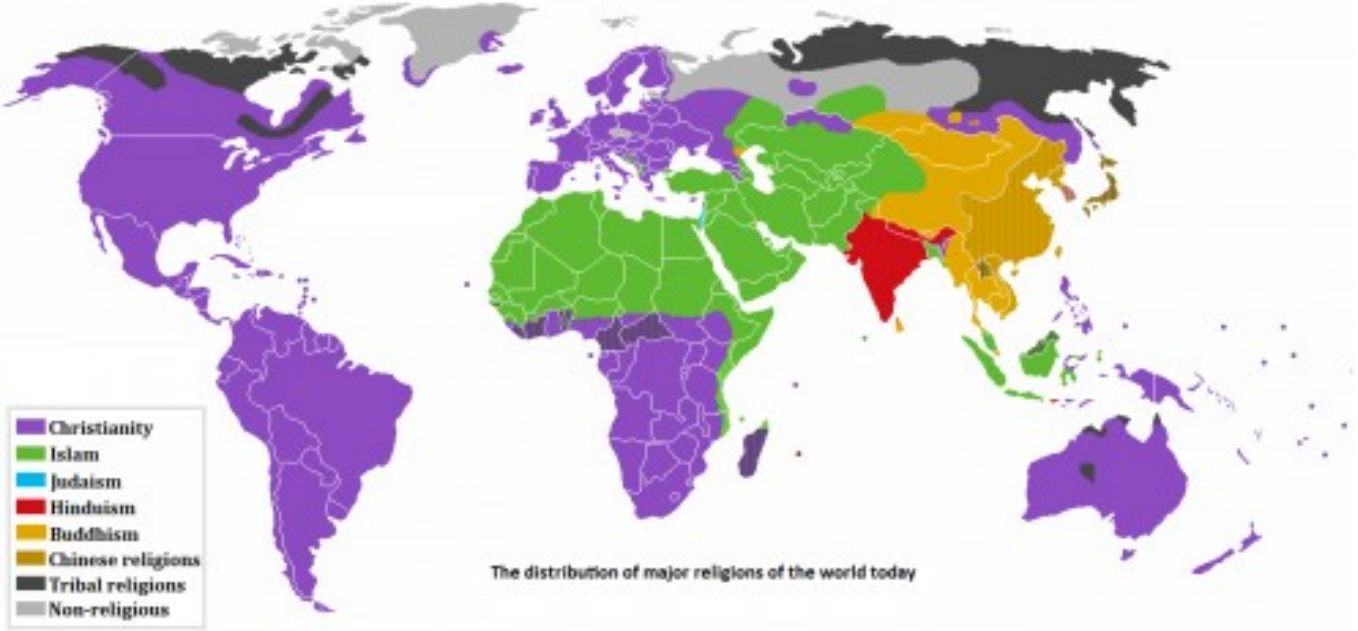 Christianity
Islam
Judaism
Hinduism
Buddhism
Chinese religions
Tribal religions
Non-religious
The distribution of major religions of the world today